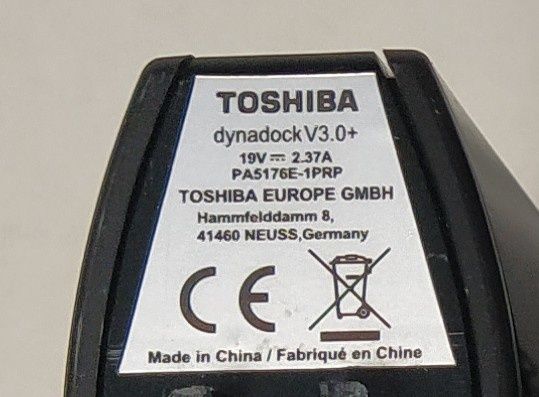 TOSHIBA
dynadock V3.0+
19V ⎓ 2.37A
PA5176E-1PRP
TOSHIBA EUROPE GMBH
Hammfelddamm 8,
41460 NEUSS,Germany
CE
Made in China / Fabriqué en Chine